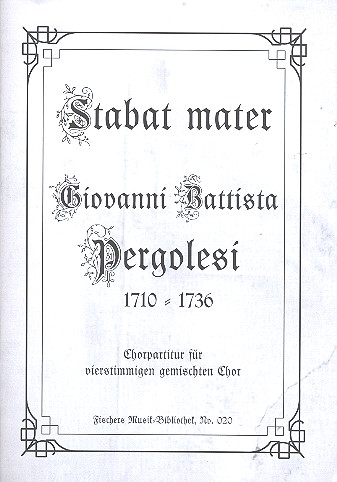 Stabat mater
Giovanni Battista
Pergolesi
1710 = 1736
Chorpartitur für
vierstimmigen gemischten Chor
Fischers Musik=Bibliothek, No. 020